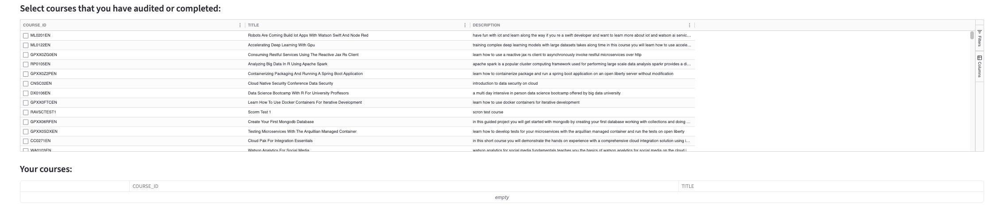 Select courses that you have audited or completed:
COURSE_ID TITLE DESCRIPTION
ML0201EN Robots Are Coming Build Iot Apps With Watson Swift And Node Red have fun with iot and learn along the way if you re a swift developer and want to learn more about iot and watson ai servic...
ML0122EN Accelerating Deep Learning With Gpu training complex deep learning models with large datasets takes along time in this course you will learn how to use accele...
GPXX0ZG0EN Consuming Restful Services Using The Reactive Jax Rs Client learn how to use a reactive jax rs client to asynchronously invoke restful microservices over http
RP0105EN Analyzing Big Data In R Using Apache Spark apache spark is a popular cluster computing framework used for performing large scale data analysis sparkr provides a di...
GPXX0Z2PEN Containerizing Packaging And Running A Spring Boot Application learn how to containerize package and run a spring boot application on an open liberty server without modification
CNSC02EN Cloud Native Security Conference Data Security introduction to data security on cloud
DX0106EN Data Science Bootcamp With R For University Proffesors a multi day intensive in person data science bootcamp offered by big data university
GPXX0FTCEN Learn How To Use Docker Containers For Iterative Development learn how to use docker containers for iterative development
RAVSCTEST1 Scorm Test 1 scron test course
GPXX06RFEN Create Your First Mongodb Database in this guided project you will get started with mongodb by creating your first database working with collections and doing ...
GPXX0SDXEN Testing Microservices With The Arquillian Managed Container learn how to develop tests for your microservices with the arquillian managed container and run the tests on open liberty
CC0271EN Cloud Pak For Integration Essentials in this short course you will demonstrate the hands on experience with a comprehensive cloud integration solution using i...
WA0103EN Watson Analytics For Social Media watson analytics for social media fundamentals teaches you the basics of watson analytics for social media on the cloud i...
Filters
Columns
Your courses:
COURSE_ID TITLE
empty